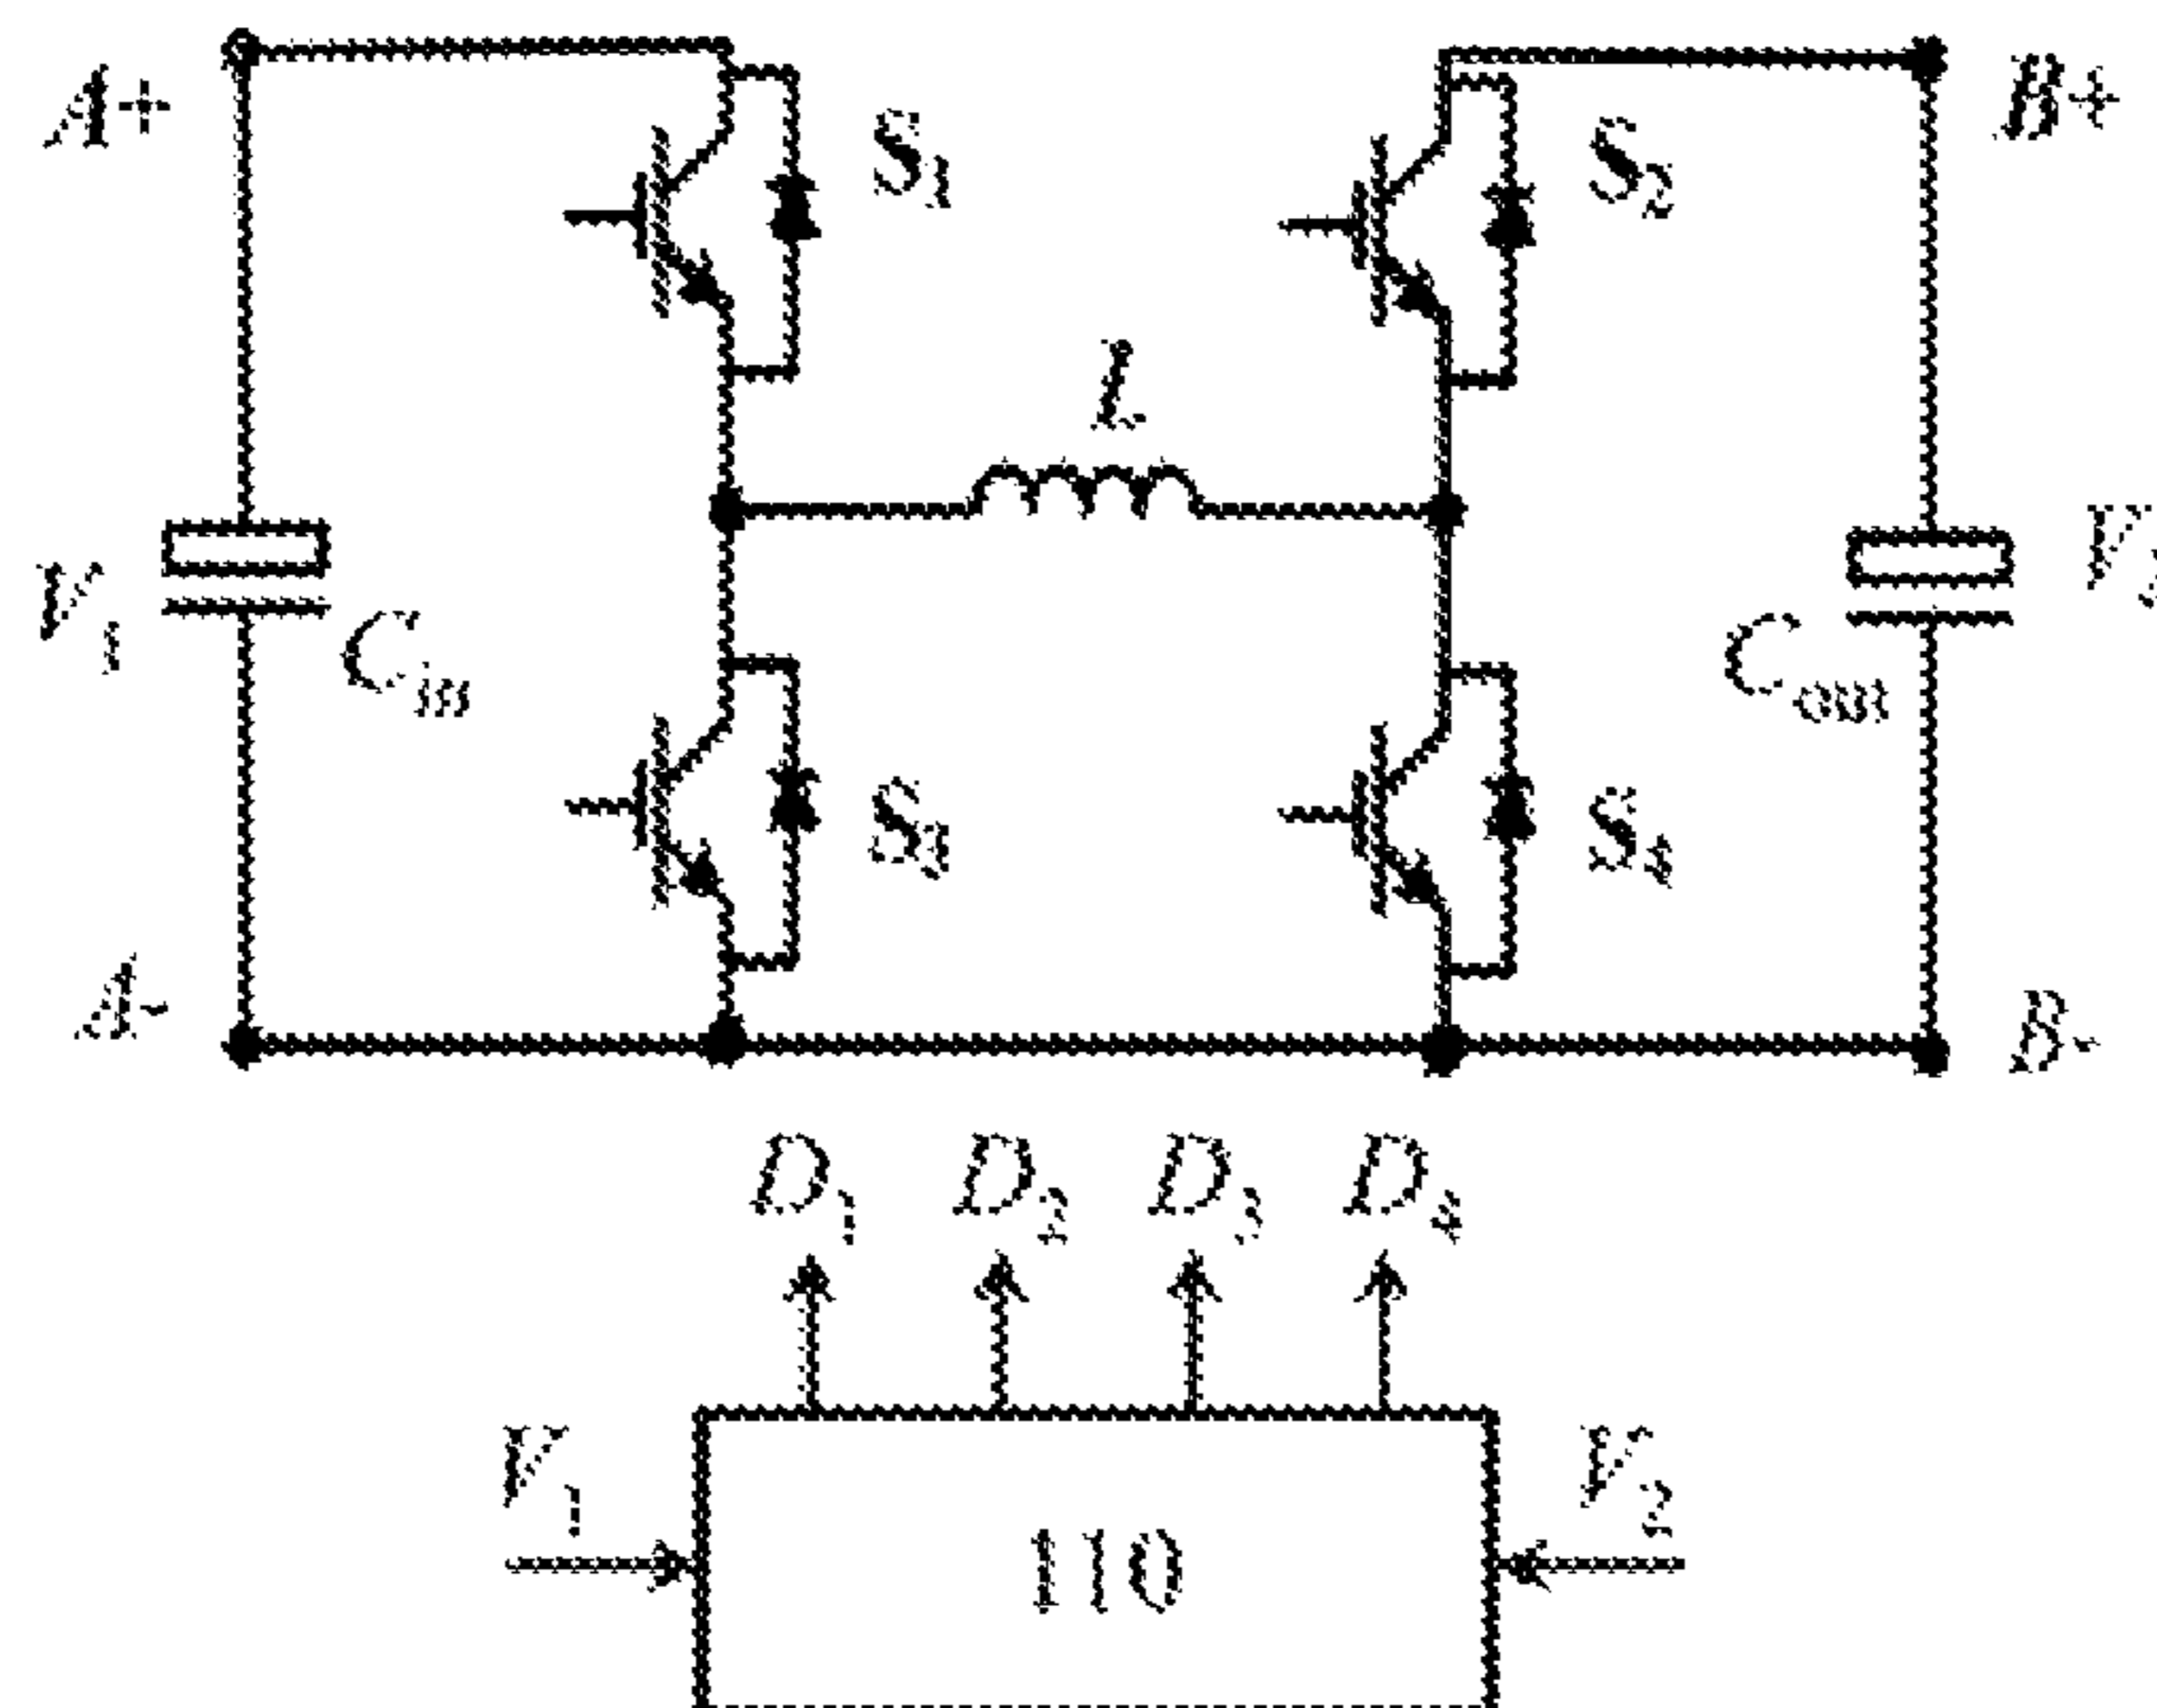 A+
S1
S2
B+
L
V1
Cin
Cout
S3
S4
A-
B-
D1 D2 D3 D4
V1
V2
110